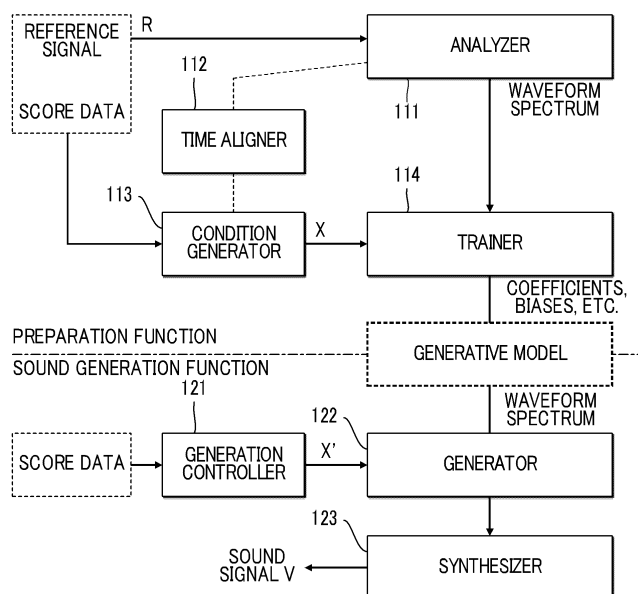 REFERENCE
SIGNAL
R
ANALYZER
112
111
WAVEFORM
SPECTRUM
SCORE DATA
TIME ALIGNER
113
114
CONDITION
GENERATOR
X
TRAINER
COEFFICIENTS,
BIASES, ETC.
PREPARATION FUNCTION
GENERATIVE MODEL
SOUND GENERATION FUNCTION
121
122
WAVEFORM
SPECTRUM
SCORE DATA
GENERATION
CONTROLLER
X'
GENERATOR
123
SOUND
SIGNAL V
SYNTHESIZER